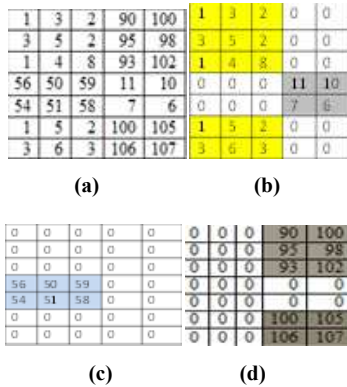 1 3 2 90 100
3 5 2 95 98
1 4 8 93 102
56 50 59 11 10
54 51 58 7 6
1 5 2 100 105
3 6 3 106 107
(a)
1 3 2 0 0
3 5 2 0 0
1 4 8 0 0
0 0 0 11 10
0 0 0 7 6
1 5 2 0 0
3 6 3 0 0
(b)
0 0 0 0 0
0 0 0 0 0
0 0 0 0 0
56 50 59 0 0
54 51 58 0 0
0 0 0 0 0
0 0 0 0 0
(c)
0 0 0 90 100
0 0 0 95 98
0 0 0 93 102
0 0 0 0 0
0 0 0 0 0
0 0 0 100 105
0 0 0 106 107
(d)